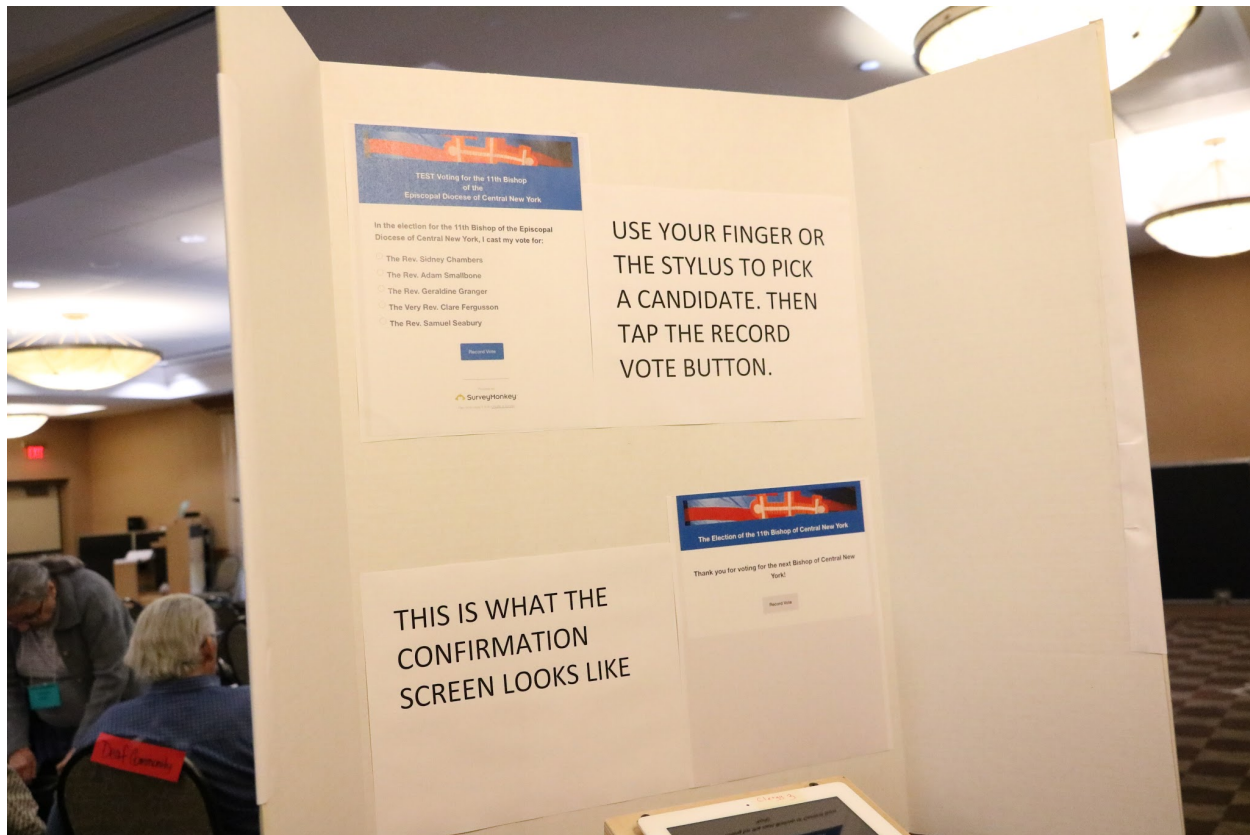 TEST Voting for the 11th Bishop
of the
Episcopal Diocese of Central New York
In the election for the 11th Bishop of the Episcopal
Diocese of Central New York, I cast my vote for:
The Rev. Sidney Chambers
The Rev. Adam Smallbone
The Rev. Geraldine Granger
The Very Rev. Clare Fergusson
The Rev. Samuel Seabury
Record Vote
SurveyMonkey
USE YOUR FINGER OR
THE STYLUS TO PICK
A CANDIDATE. THEN
TAP THE RECORD
VOTE BUTTON.
THIS IS WHAT THE
CONFIRMATION
SCREEN LOOKS LIKE
The Election of the 11th Bishop of Central New York
Thank you for voting for the next Bishop of Central New
York!
Record Vote
Deaf Community
EXIT